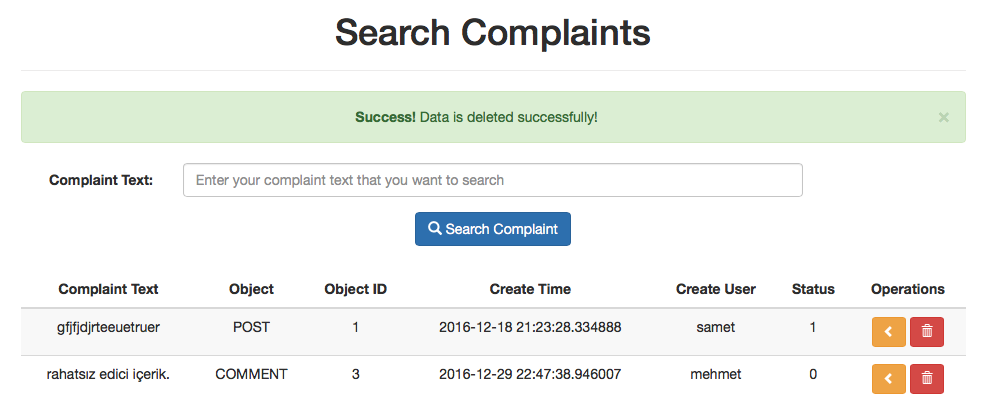 Search Complaints
Success! Data is deleted successfully! ×
Complaint Text: Enter your complaint text that you want to search
Search Complaint
Complaint Text Object Object ID Create Time Create User Status Operations
gfjfjdjrteeuetruer POST 1 2016-12-18 21:23:28.334888 samet 1
rahatsız edici içerik. COMMENT 3 2016-12-29 22:47:38.946007 mehmet 0